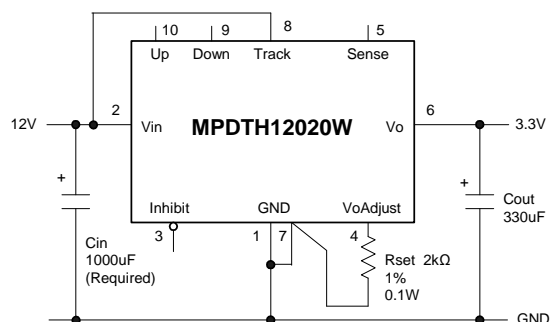 10
9
8
5
Up
Down
Track
Sense
2
6
12V
Vin
MPDTH12020W
Vo
3.3V
+
+
Inhibit
GND
VoAdjust
Cout
330uF
3
1
7
4
Cin
1000uF
(Required)
Rset 2kΩ
1%
0.1W
GND